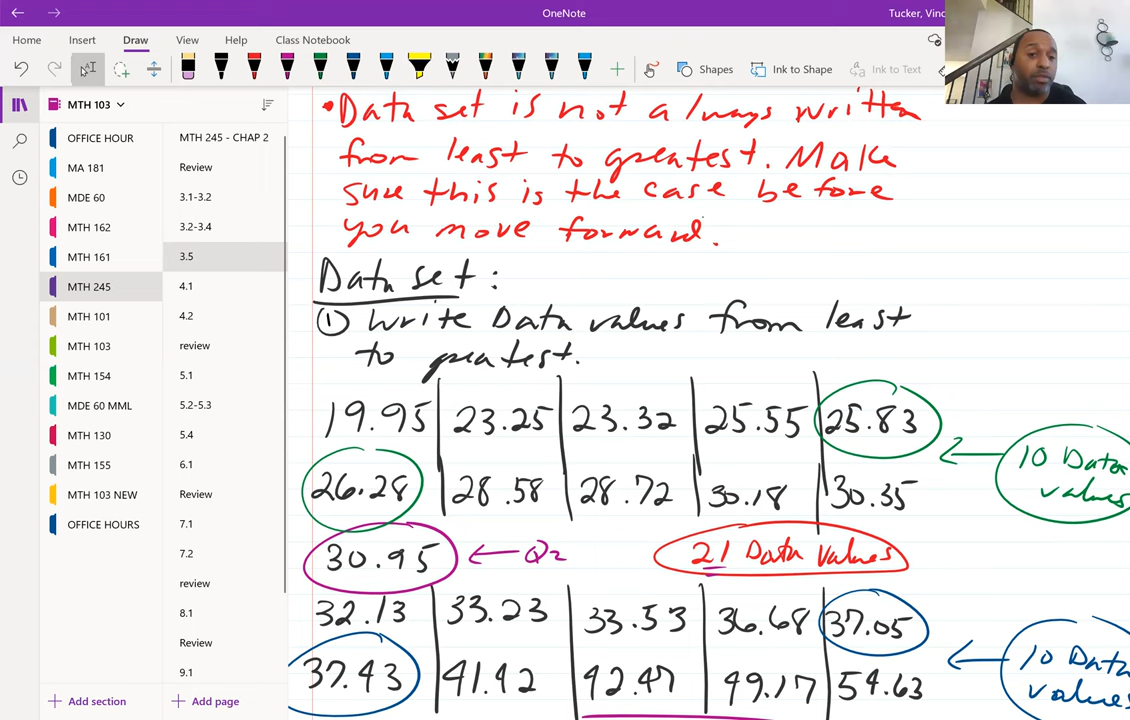 OneNote
Tucker, Vinc
Home Insert Draw View Help Class Notebook
Shapes Ink to Shape Ink to Text
MTH 103
OFFICE HOUR
MA 181
MDE 60
MTH 162
MTH 161
MTH 245
MTH 101
MTH 103
MTH 154
MDE 60 MML
MTH 130
MTH 155
MTH 103 NEW
OFFICE HOURS
Add section
MTH 245 - CHAP 2
Review
3.1-3.2
3.2-3.4
3.5
4.1
4.2
review
5.1
5.2-5.3
5.4
6.1
Review
7.1
7.2
review
8.1
Review
9.1
Add page
• Data set is not always written
from least to greatest. Make
sure this is the case before
you move forward.
Data set:
① Write Data values from least
to greatest.
19.95 23.25 23.32 25.55 25.83
10 Data
values
26.28 28.58 28.72 30.18 30.35
30.95 ← Q2
21 Data values
32.13 33.23 33.53 36.68 37.05
10 Data
values
37.43 41.42 42.47 49.17 54.63